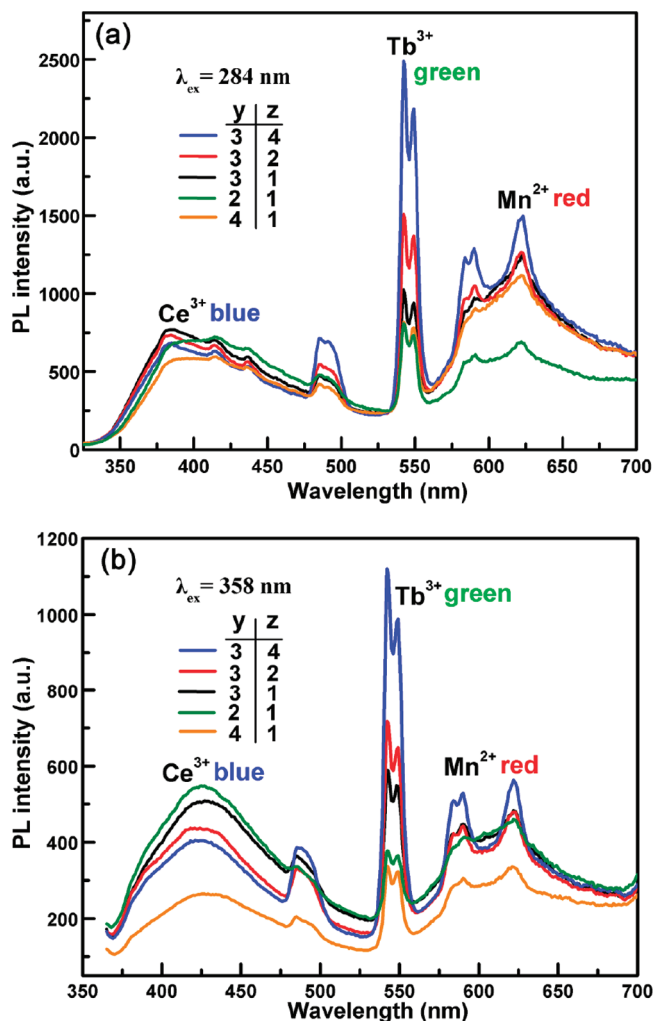 (a)
Tb³⁺
green
λex = 284 nm
y z
3 4
3 2
3 1
2 1
4 1
Mn²⁺ red
Ce³⁺ blue
PL intensity (a.u.)
2500
2000
1500
1000
500
0
350 400 450 500 550 600 650 700
Wavelength (nm)
(b)
λex = 358 nm
Tb³⁺ green
y z
3 4
3 2
3 1
2 1
4 1
Ce³⁺ blue
Mn²⁺ red
PL intensity (a.u.)
1200
1000
800
600
400
200
350 400 450 500 550 600 650 700
Wavelength (nm)